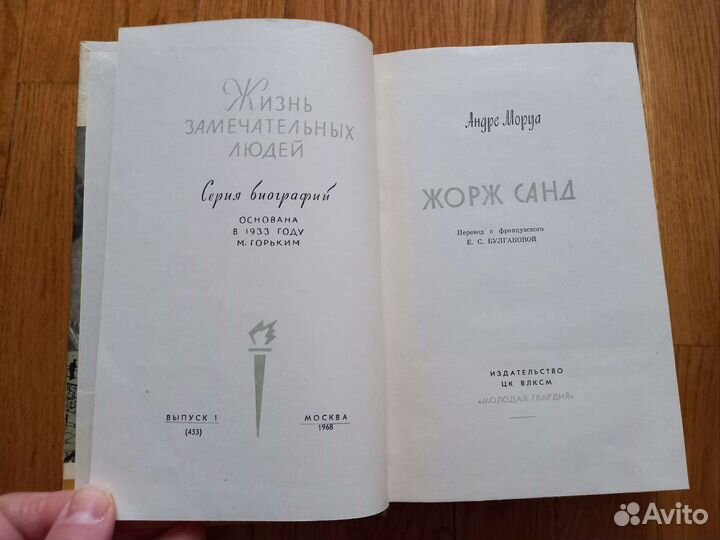 Жизнь
ЗАМЕЧАТЕЛЬНЫХ
ЛЮДЕЙ
Серия биографий
ОСНОВАНА
В 1933 ГОДУ
М. ГОРЬКИМ
ВЫПУСК 1
(433)
МОСКВА
1968
Андре Моруа
ЖОРЖ САНД
Перевод с французского
Е. С. БУЛГАКОВОЙ
ИЗДАТЕЛЬСТВО
ЦК ВЛКСМ
«МОЛОДАЯ ГВАРДИЯ»
Avito